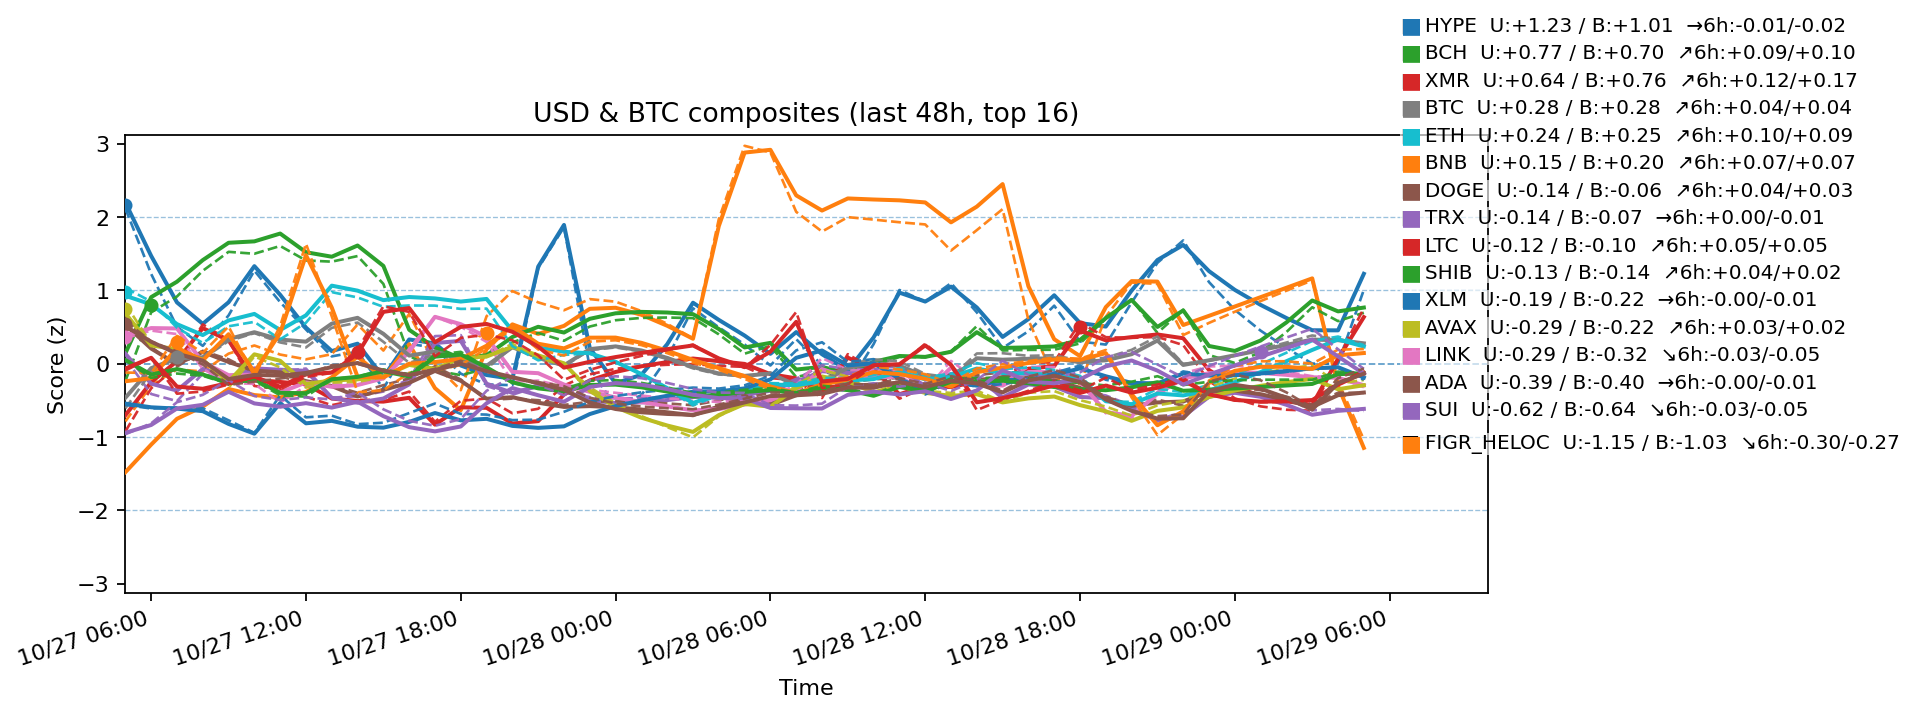 HYPE  U:+1.23 / B:+1.01  →6h:-0.01/-0.02
BCH  U:+0.77 / B:+0.70  ↗6h:+0.09/+0.10
XMR  U:+0.64 / B:+0.76  ↗6h:+0.12/+0.17
BTC  U:+0.28 / B:+0.28  ↗6h:+0.04/+0.04
ETH  U:+0.24 / B:+0.25  ↗6h:+0.10/+0.09
BNB  U:+0.15 / B:+0.20  ↗6h:+0.07/+0.07
DOGE  U:-0.14 / B:-0.06  ↗6h:+0.04/+0.03
TRX  U:-0.14 / B:-0.07  →6h:+0.00/-0.01
LTC  U:-0.12 / B:-0.10  ↗6h:+0.05/+0.05
SHIB  U:-0.13 / B:-0.14  ↗6h:+0.04/+0.02
XLM  U:-0.19 / B:-0.22  →6h:-0.00/-0.01
AVAX  U:-0.29 / B:-0.22  ↗6h:+0.03/+0.02
LINK  U:-0.29 / B:-0.32  ↘6h:-0.03/-0.05
ADA  U:-0.39 / B:-0.40  →6h:-0.00/-0.01
SUI  U:-0.62 / B:-0.64  ↘6h:-0.03/-0.05
FIGR_HELOC  U:-1.15 / B:-1.03  ↘6h:-0.30/-0.27
USD & BTC composites (last 48h, top 16)
Score (z)
3
2
1
0
−1
−2
−3
10/27 06:00
10/27 12:00
10/27 18:00
10/28 00:00
10/28 06:00
10/28 12:00
10/28 18:00
10/29 00:00
10/29 06:00
Time